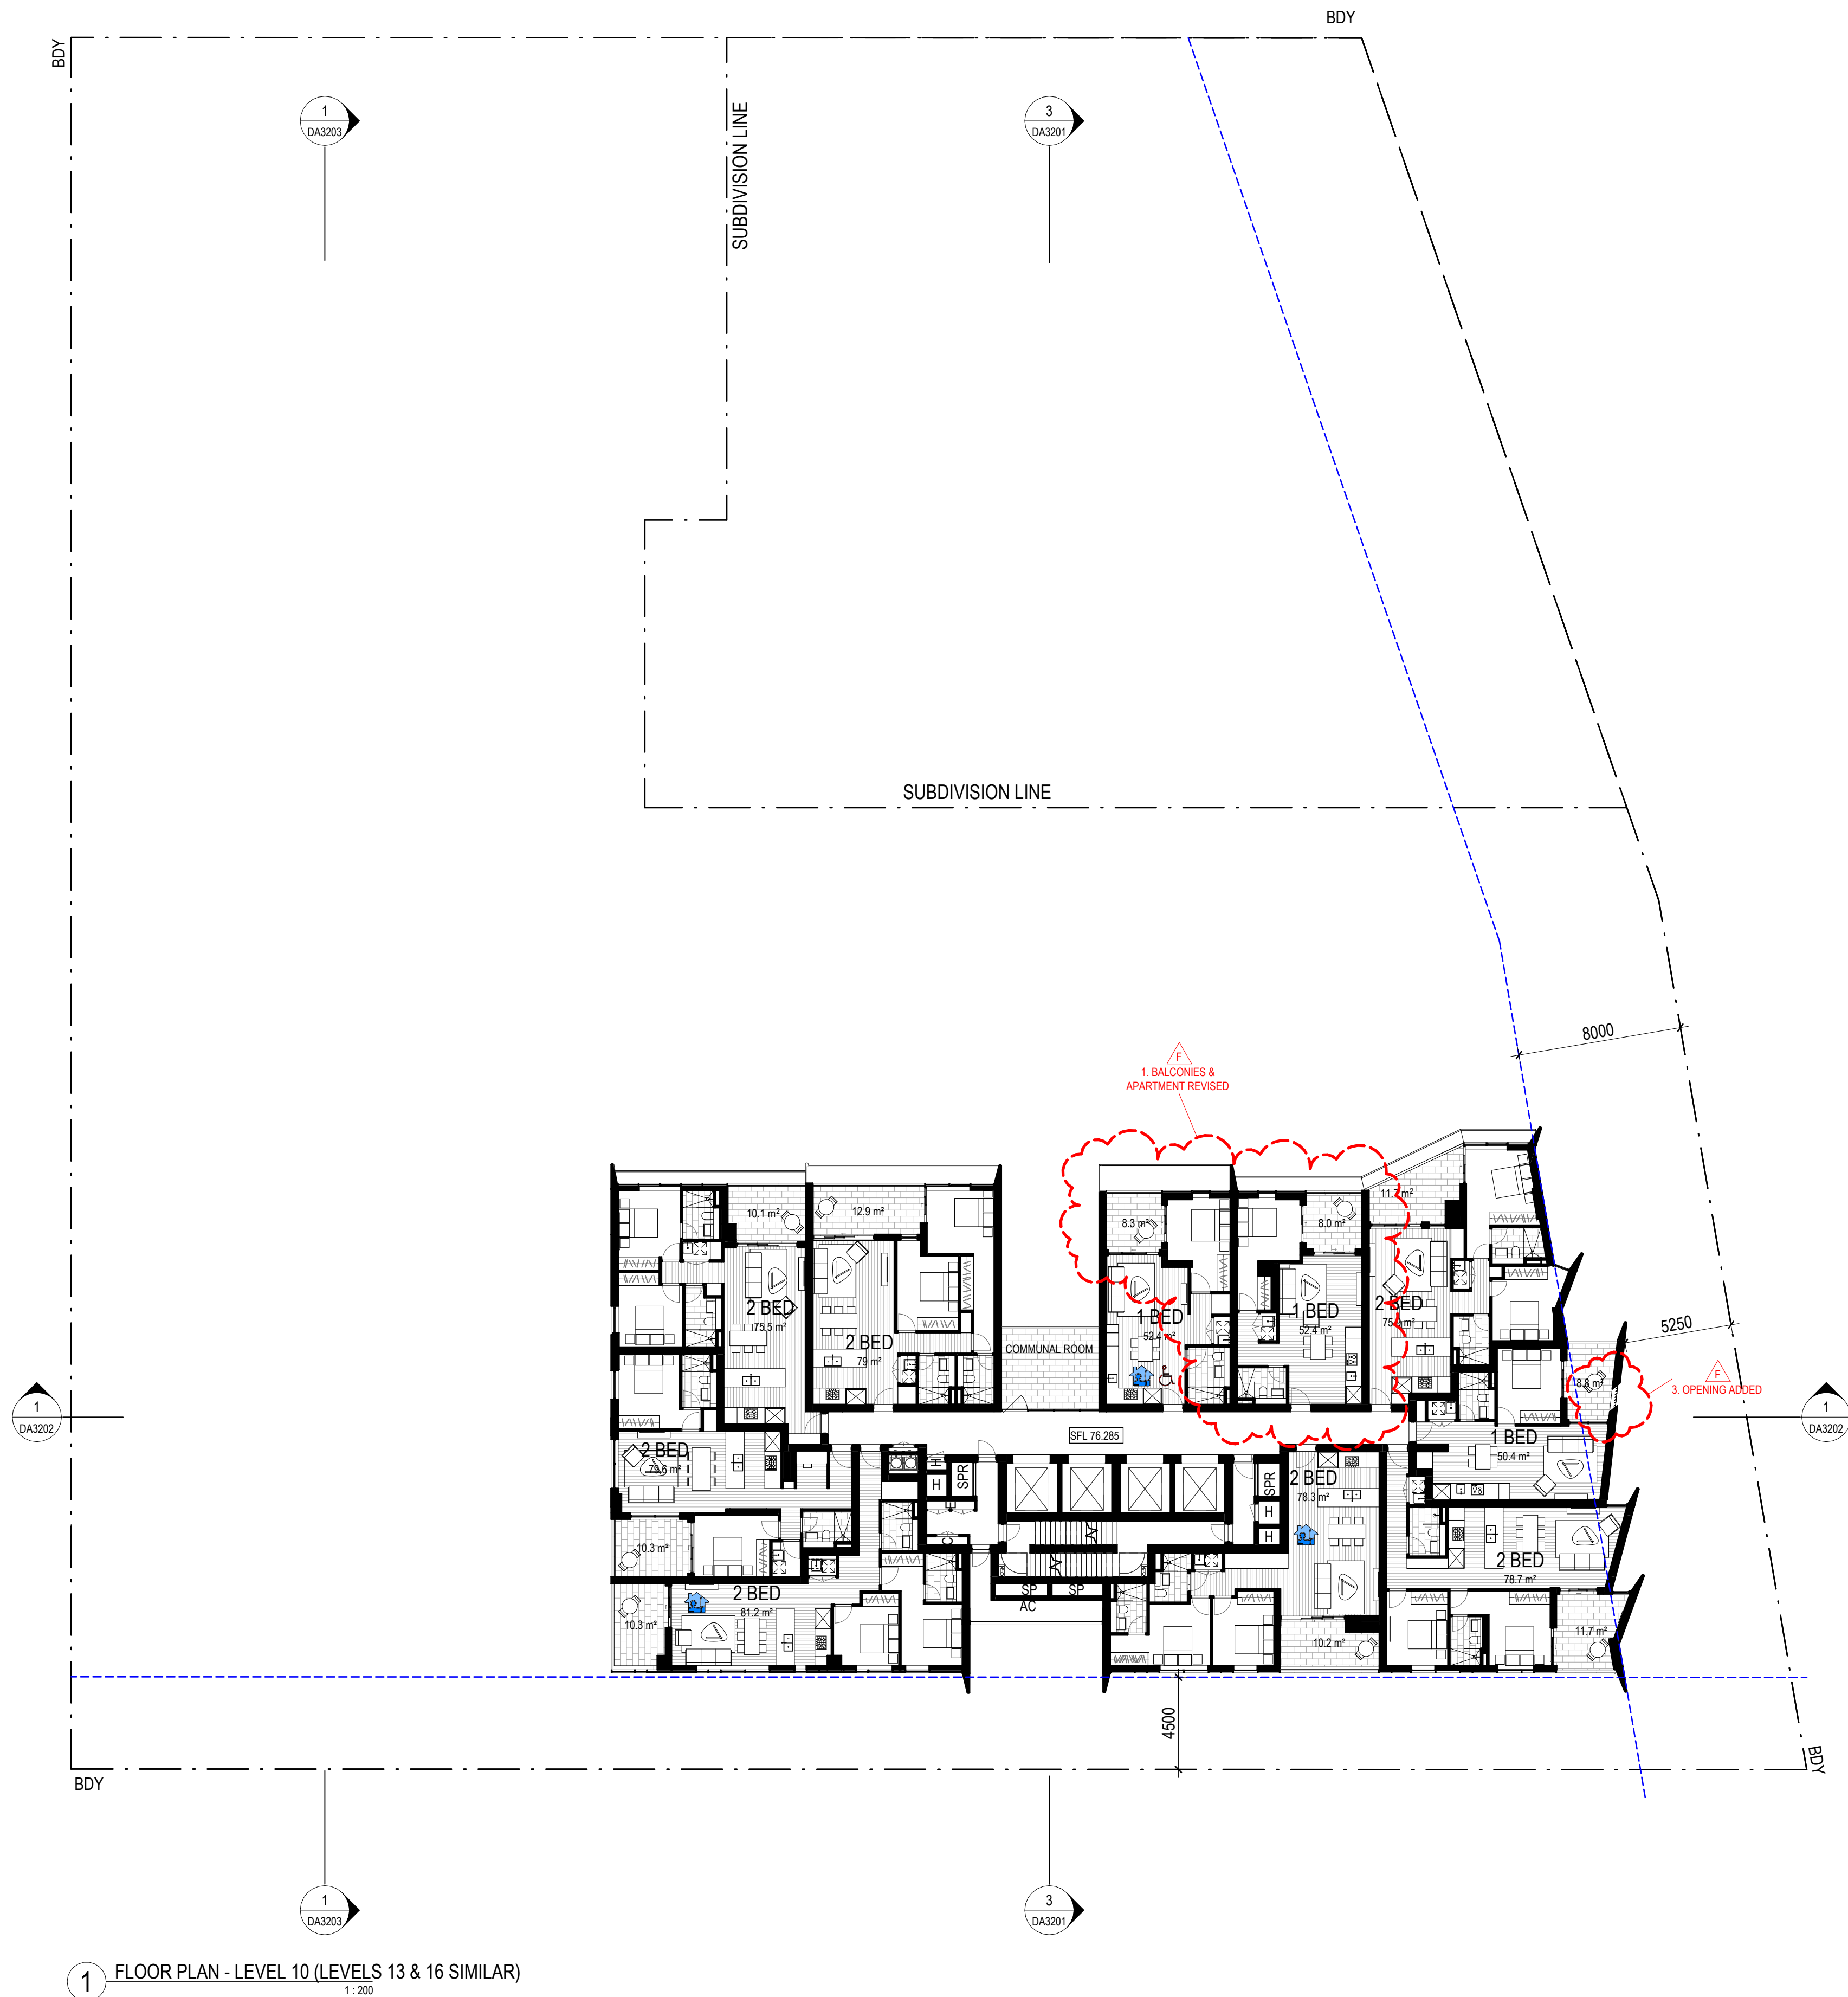 BDY
BDY
1
DA3203
3
DA3201
SUBDIVISION LINE
SUBDIVISION LINE
8000
F
1. BALCONIES &
APARTMENT REVISED
10.1 m²
12.9 m²
8.3 m²
8.0 m²
11.7 m²
2 BED
75.5 m²
2 BED
79 m²
COMMUNAL ROOM
1 BED
52.4 m²
1 BED
52.4 m²
2 BED
5250
F
3. OPENING ADDED
8.8 m²
1
DA3202
1
DA3202
SFL 76.285
1 BED
50.4 m²
2 BED
79.6 m²
H
H
SPR
E
C
SPR
H
H
2 BED
78.3 m²
10.3 m²
2 BED
78.7 m²
2 BED
81.2 m²
10.3 m²
SP
SP
AC
10.2 m²
11.7 m²
4500
BDY
BDY
1
DA3203
3
DA3201
1
FLOOR PLAN - LEVEL 10 (LEVELS 13 & 16 SIMILAR)
1 : 200